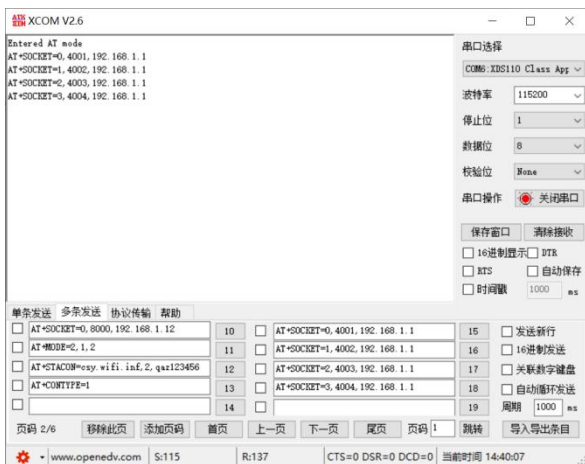 XCOM V2.6
Entered AT mode
AT+SOCKET=0,4001,192.168.1.1
AT+SOCKET=1,4002,192.168.1.1
AT+SOCKET=2,4003,192.168.1.1
AT+SOCKET=3,4004,192.168.1.1
串口选择
COM6:XDS110 Class App
波特率 115200
停止位 1
数据位 8
校验位 None
串口操作 关闭串口
保存窗口 清除接收
16进制显示 DTR
RTS 自动保存
时间戳 1000 ms
单条发送 多条发送 协议传输 帮助
AT+SOCKET=0,8000,192.168.1.12 10 AT+SOCKET=0,4001,192.168.1.1 15 发送新行
AT+MODE=2,1,2 11 AT+SOCKET=1,4002,192.168.1.1 16 16进制发送
AT+STACON=csy.wifi.inf,2,qaz123456 12 AT+SOCKET=2,4003,192.168.1.1 17 关联数字键盘
AT+CONTYPE=1 13 AT+SOCKET=3,4004,192.168.1.1 18 自动循环发送
14 19 周期 1000 ms
页码 2/6 移除此页 添加页码 首页 上一页 下一页 尾页 页码 1 跳转 导入导出条目
www.openedv.com S:115 R:137 CTS=0 DSR=0 DCD=0 当前时间 14:40:07